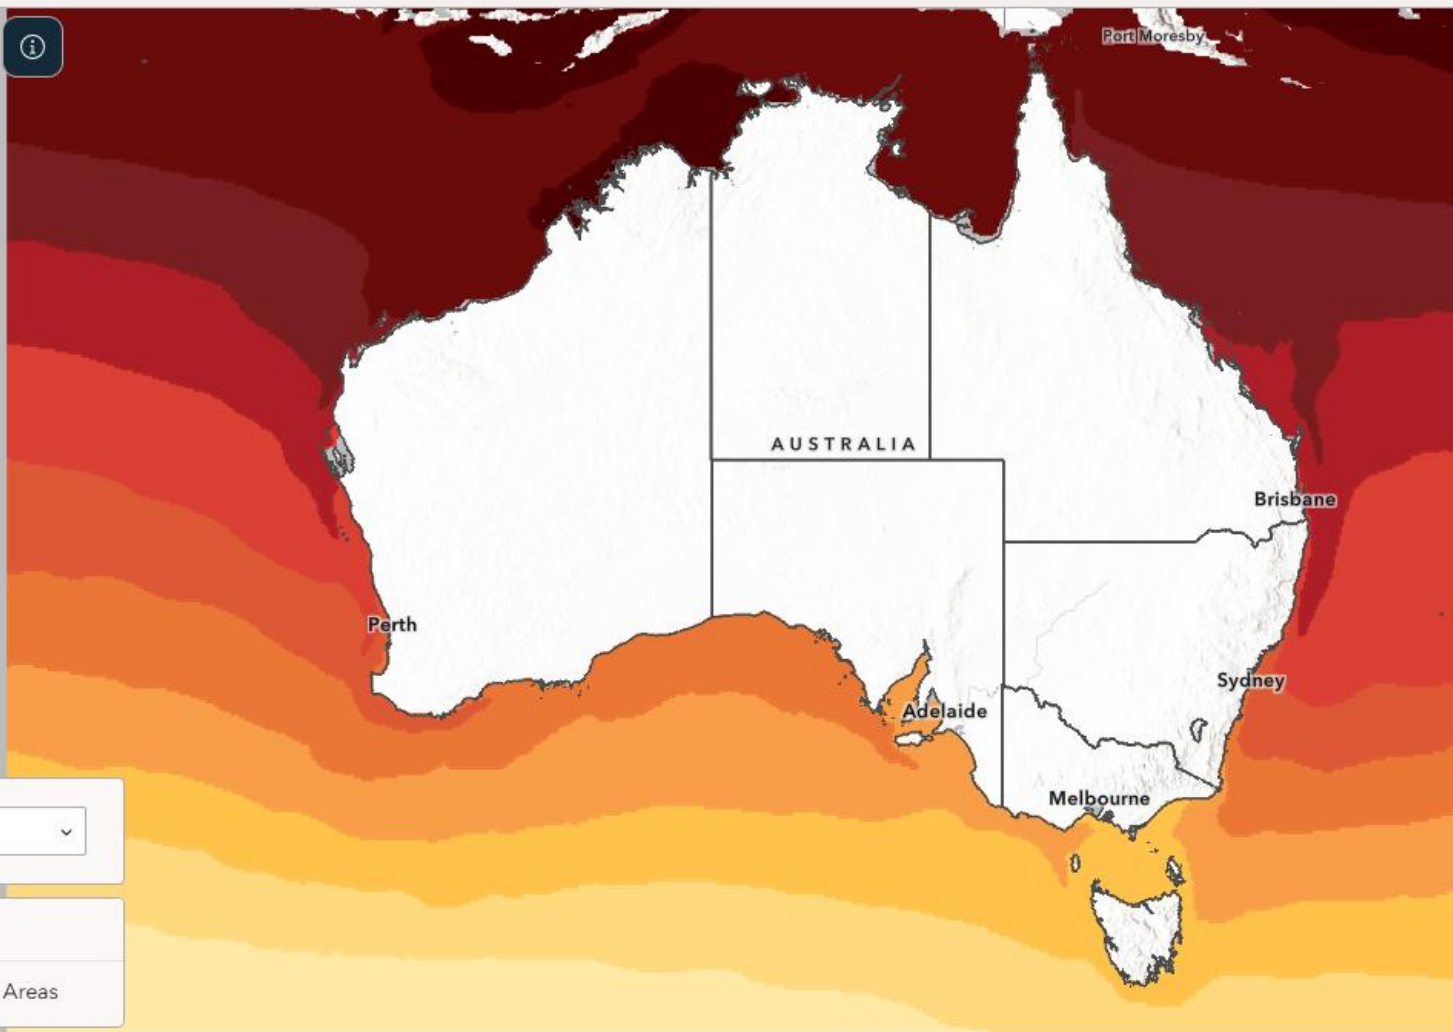 Port Moresby
AUSTRALIA
Brisbane
Perth
Sydney
Adelaide
Melbourne
Areas